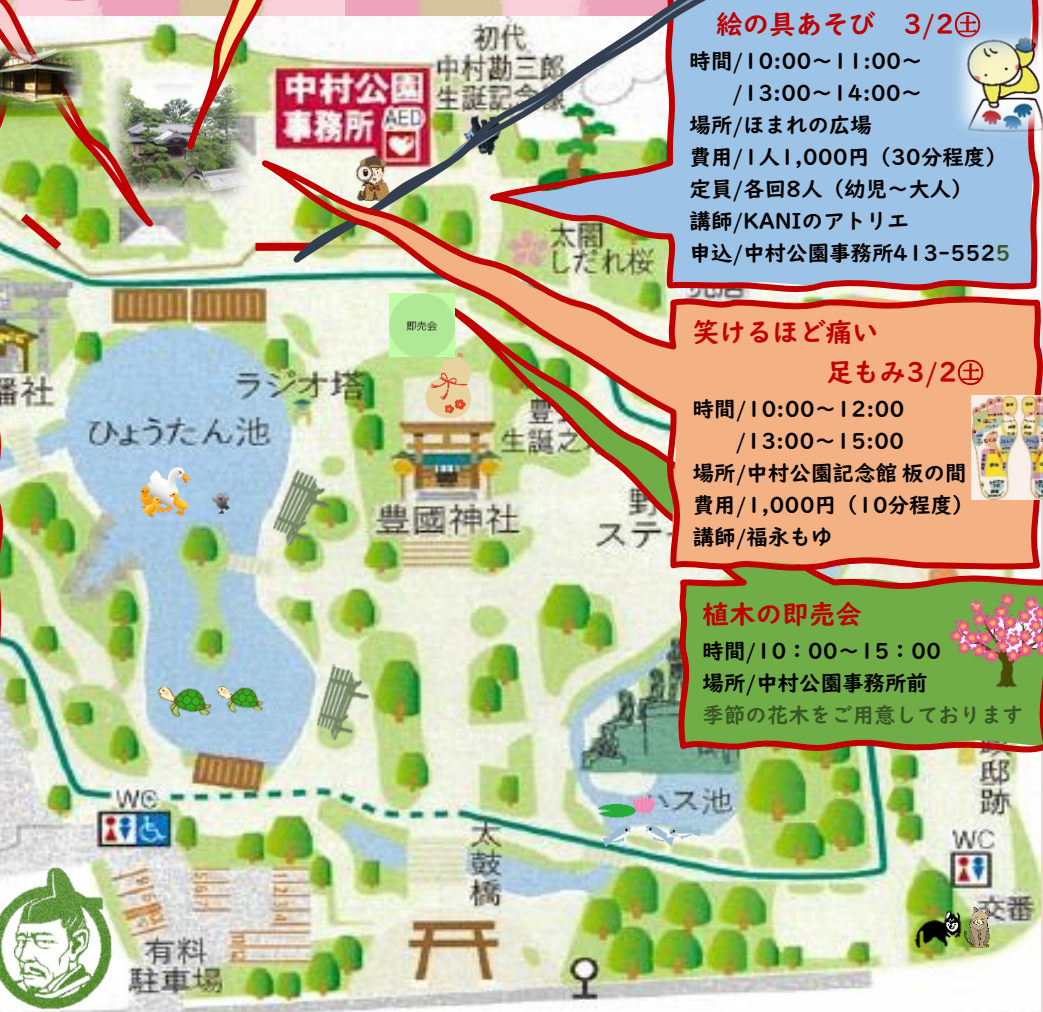 絵の具あそび 3/2㊏
時間/10:00～11:00～
/13:00～14:00～
場所/ほまれの広場
費用/1人1,000円（30分程度）
定員/各回8人（幼児～大人）
講師/KANIのアトリエ
申込/中村公園事務所413-5525
笑けるほど痛い
足もみ3/2㊏
時間/10:00～12:00
/13:00～15:00
場所/中村公園記念館 板の間
費用/1,000円（10分程度）
講師/福永もゆ
植木の即売会
時間/10：00～15：00
場所/中村公園事務所前
季節の花木をご用意しております
初代
中村勘三郎
生誕記念
中村公園
事務所
AED
太閤
しだれ桜
即売会
ラジオ塔
ひょうたん池
豊
生誕之
豊國神社
ステ
ハス池
邸
跡
WC
WC
太
鼓
橋
交番
有料
駐車場